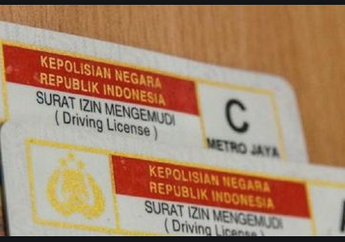 KEPOLISIAN NEGARA
REPUBLIK INDONESIA
SURAT IZIN MENGEMUDI
( Driving License )
C
METRO JAYA
KEPOLISIAN NEGARA
REPUBLIK INDONESIA
SURAT IZIN MENGEMUDI
( Driving License )